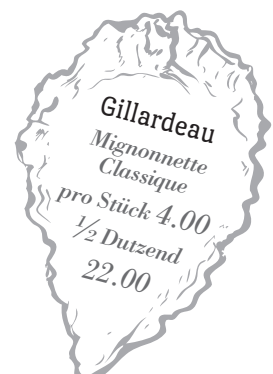 Gillardeau
Mignonnette
Classique
pro Stück 4.00
½ Dutzend
22.00